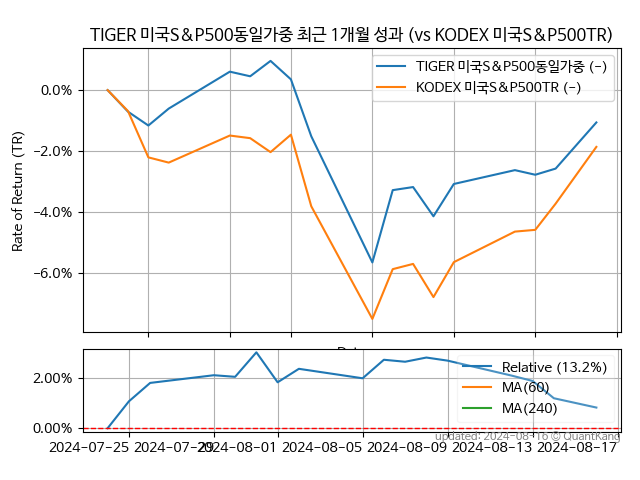 TIGER 미국S&P500동일가중 최근 1개월 성과 (vs KODEX 미국S&P500TR)
Rate of Return (TR)
0.0%
-2.0%
-4.0%
-6.0%
TIGER 미국S&P500동일가중 (-)
KODEX 미국S&P500TR (-)
2.00%
0.00%
Relative (13.2%)
MA(60)
MA(240)
2024-07-25 2024-07-29 2024-08-01 2024-08-05 2024-08-09 2024-08-13 2024-08-17
updated: 2024-08-16 © QuantKang